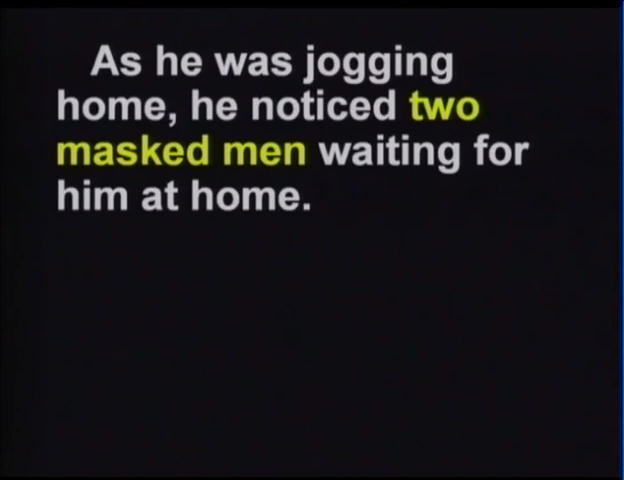 As he was jogging
home, he noticed two
masked men waiting for
him at home.